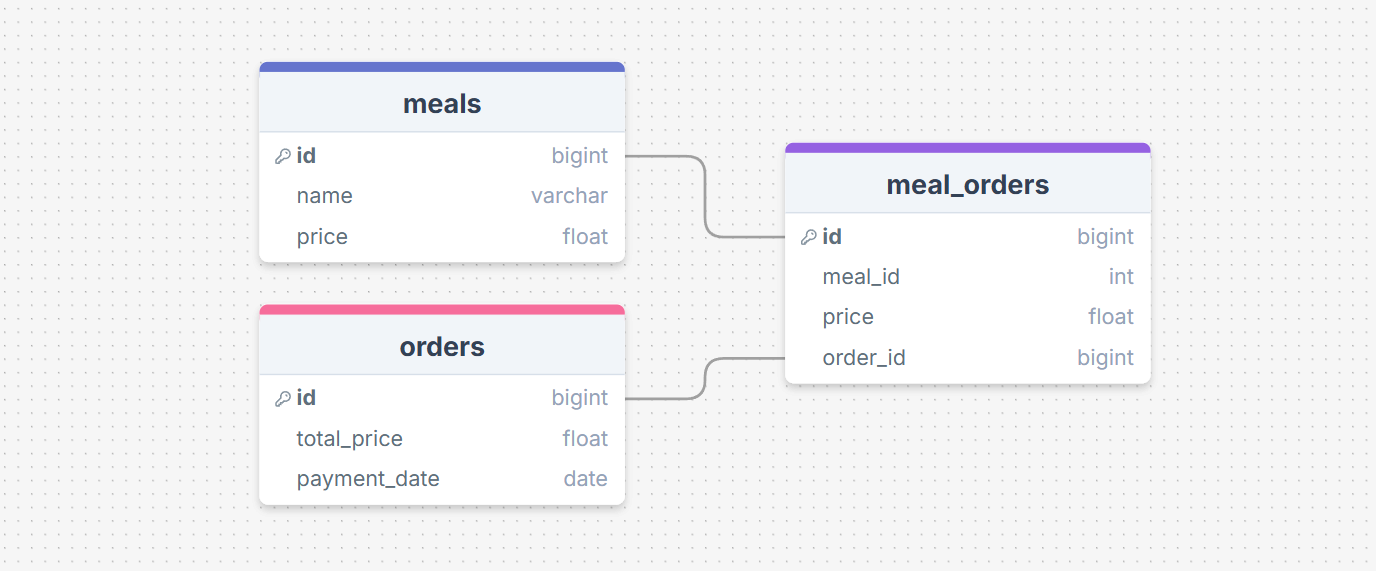 meals
id bigint
name varchar
price float
orders
id bigint
total_price float
payment_date date
meal_orders
id bigint
meal_id int
price float
order_id bigint